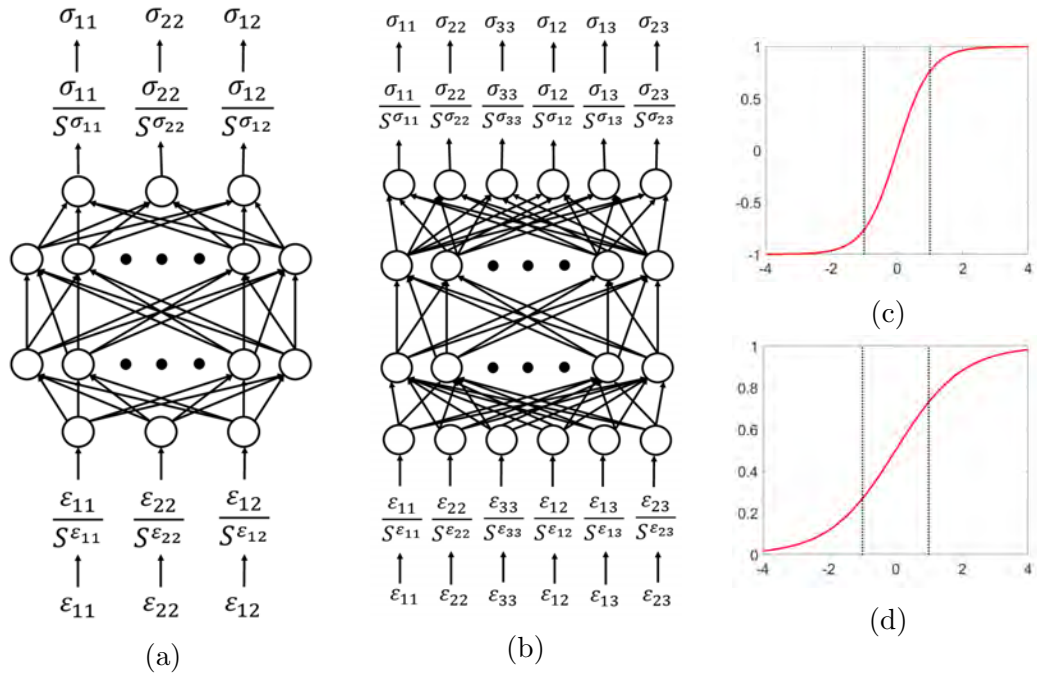 σ₁₁ σ₂₂ σ₁₂
σ₁₁/S^σ₁₁ σ₂₂/S^σ₂₂ σ₁₂/S^σ₁₂
ε₁₁/S^ε₁₁ ε₂₂/S^ε₂₂ ε₁₂/S^ε₁₂
ε₁₁ ε₂₂ ε₁₂
(a)
σ₁₁ σ₂₂ σ₃₃ σ₁₂ σ₁₃ σ₂₃
σ₁₁/S^σ₁₁ σ₂₂/S^σ₂₂ σ₃₃/S^σ₃₃ σ₁₂/S^σ₁₂ σ₁₃/S^σ₁₃ σ₂₃/S^σ₂₃
ε₁₁/S^ε₁₁ ε₂₂/S^ε₂₂ ε₃₃/S^ε₃₃ ε₁₂/S^ε₁₂ ε₁₃/S^ε₁₃ ε₂₃/S^ε₂₃
ε₁₁ ε₂₂ ε₃₃ ε₁₂ ε₁₃ ε₂₃
(b)
1
0.5
0
-0.5
-1
-4 -2 0 2 4
(c)
1
0.8
0.6
0.4
0.2
0
-4 -2 0 2 4
(d)